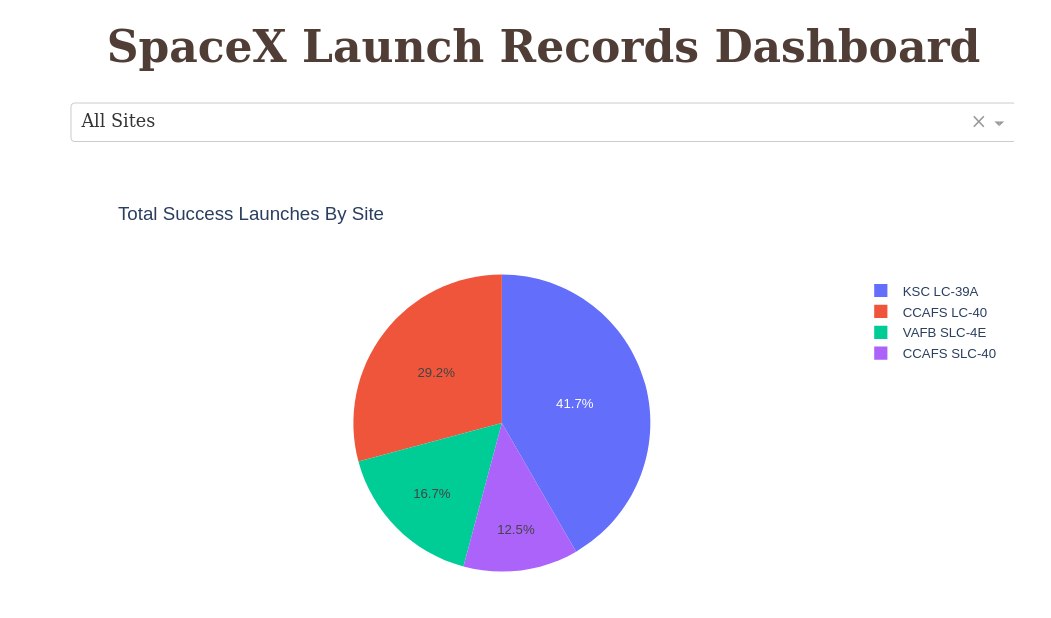 SpaceX Launch Records Dashboard
All Sites
Total Success Launches By Site
KSC LC-39A
CCAFS LC-40
VAFB SLC-4E
CCAFS SLC-40
29.2%
41.7%
16.7%
12.5%